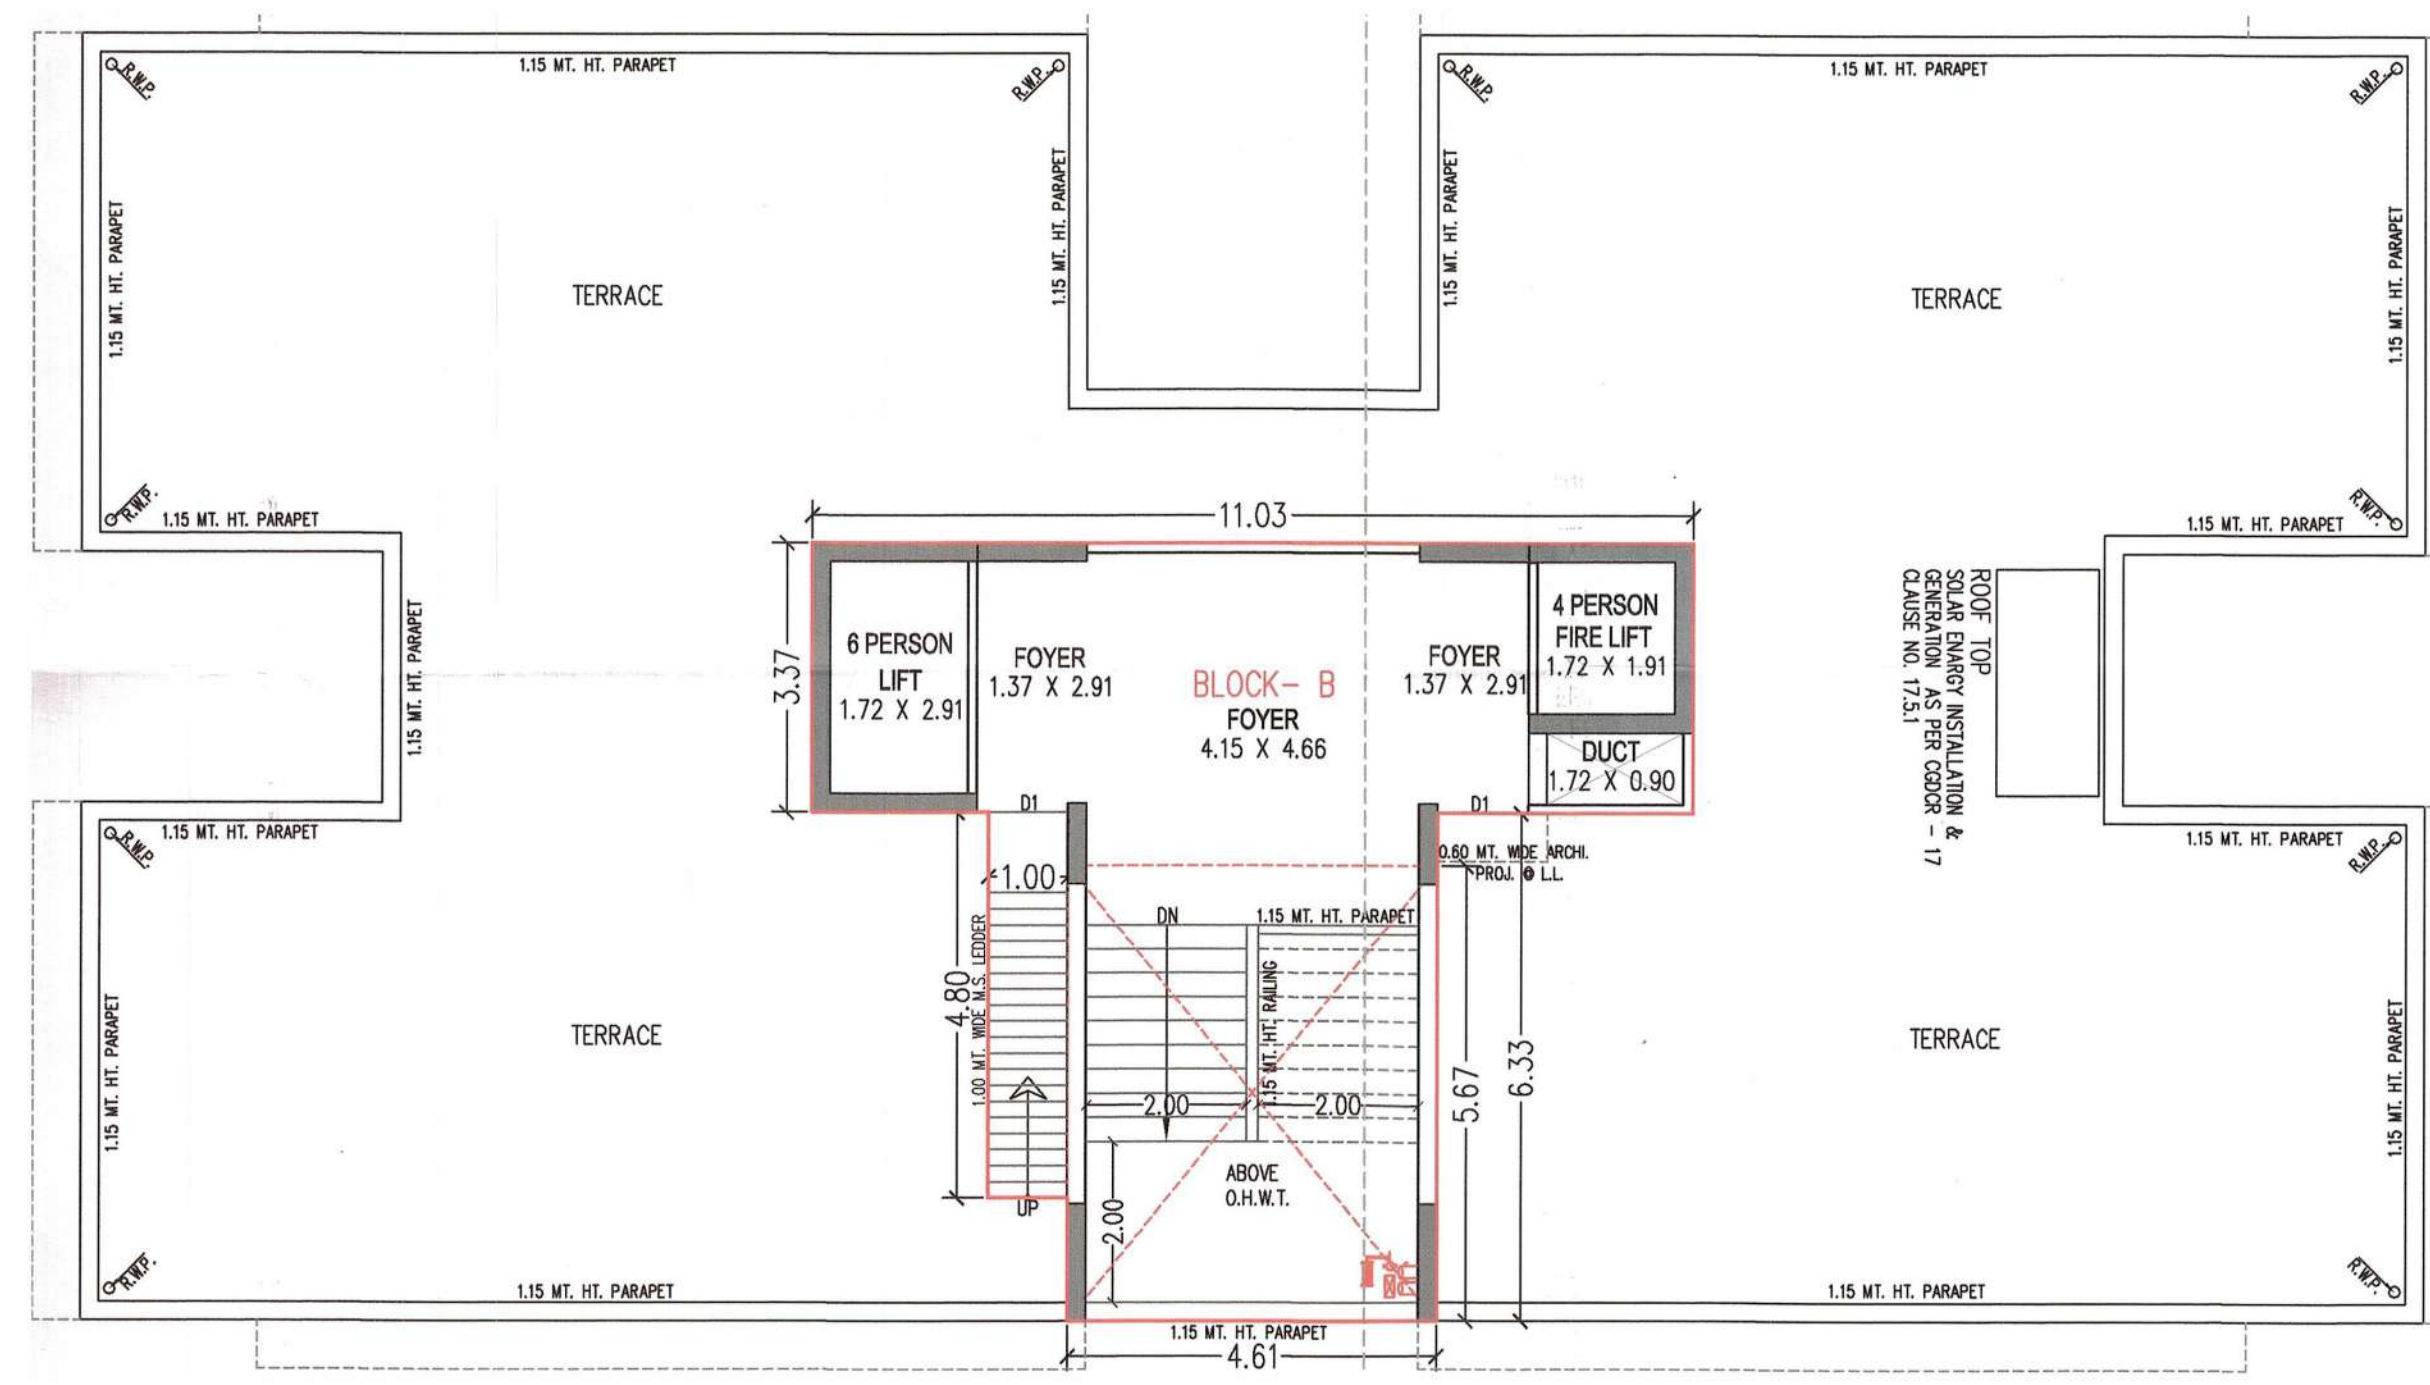 1.15 MT. HT. PARAPET
1.15 MT. HT. PARAPET
R.W.P.
R.W.P.
R.W.P.
R.W.P.
1.15 MT. HT. PARAPET
1.15 MT. HT. PARAPET
1.15 MT. HT. PARAPET
1.15 MT. HT. PARAPET
TERRACE
TERRACE
R.W.P.
1.15 MT. HT. PARAPET
11.03
1.15 MT. HT. PARAPET
R.W.P.
1.15 MT. HT. PARAPET
3.37
6 PERSON
LIFT
1.72 X 2.91
FOYER
1.37 X 2.91
BLOCK- B
FOYER
4.15 X 4.66
FOYER
1.37 X 2.91
4 PERSON
FIRE LIFT
1.72 X 1.91
DUCT
1.72 X 0.90
ROOF TOP
SOLAR ENARGY INSTALLATION &
GENERATION AS PER CGDCR - 17
CLAUSE NO. 17.5.1
D1
D1
R.W.P.
1.15 MT. HT. PARAPET
1.15 MT. HT. PARAPET
R.W.P.
0.60 MT. WIDE ARCHI.
PROJ. @ L.L.
1.00
DN
1.15 MT. HT. PARAPET
1.15 MT. HT. PARAPET
TERRACE
4.80
1.00 MT. WIDE M.S. LEDDER
1.15 MT. HT. RAILING
2.00
2.00
5.67
6.33
TERRACE
1.15 MT. HT. PARAPET
UP
2.00
ABOVE
O.H.W.T.
R.W.P.
1.15 MT. HT. PARAPET
1.15 MT. HT. PARAPET
R.W.P.
1.15 MT. HT. PARAPET
4.61